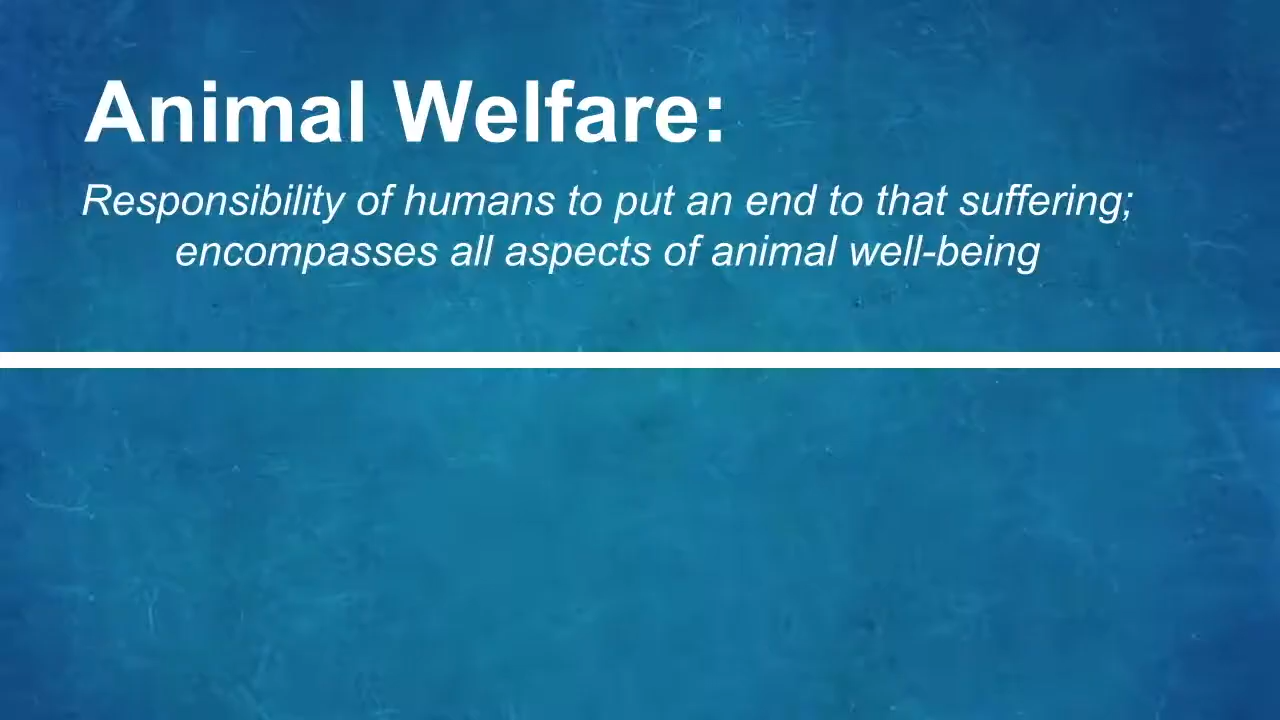 Animal Welfare:
Responsibility of humans to put an end to that suffering;
encompasses all aspects of animal well-being